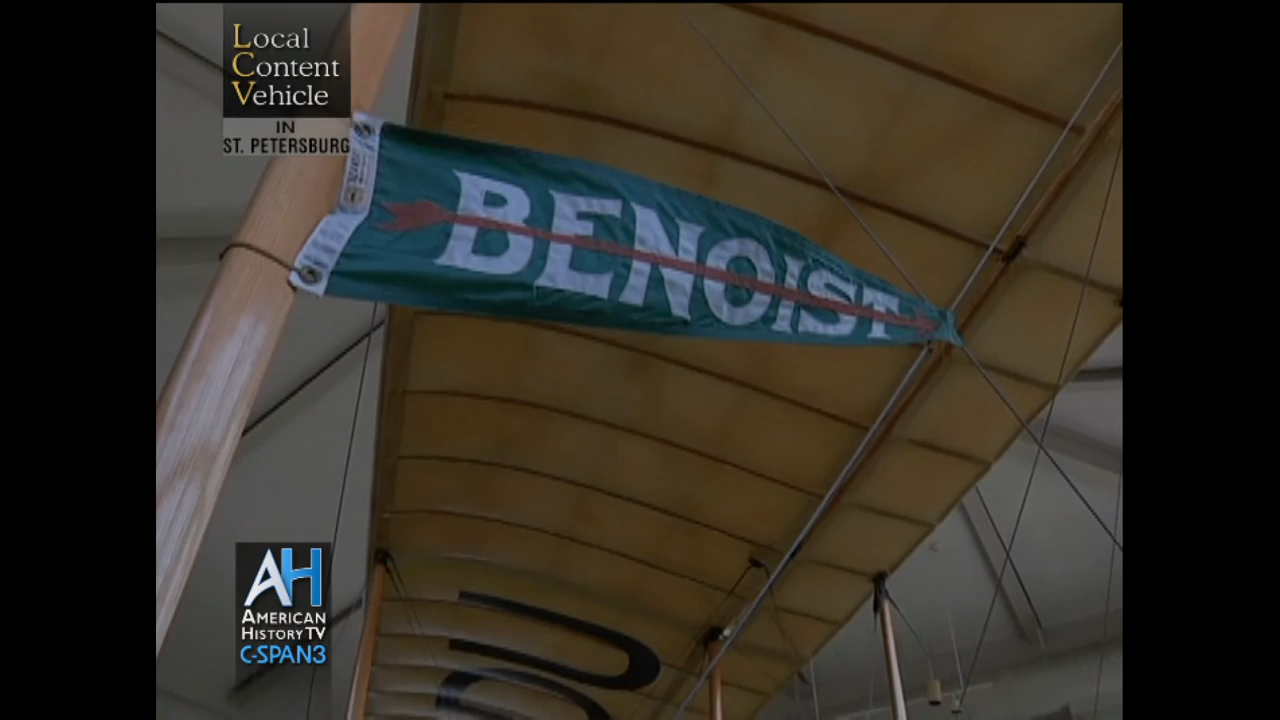 Local
Content
Vehicle
IN
ST. PETERSBURG
BENOIST
AH
AMERICAN
HISTORY TV
C-SPAN3